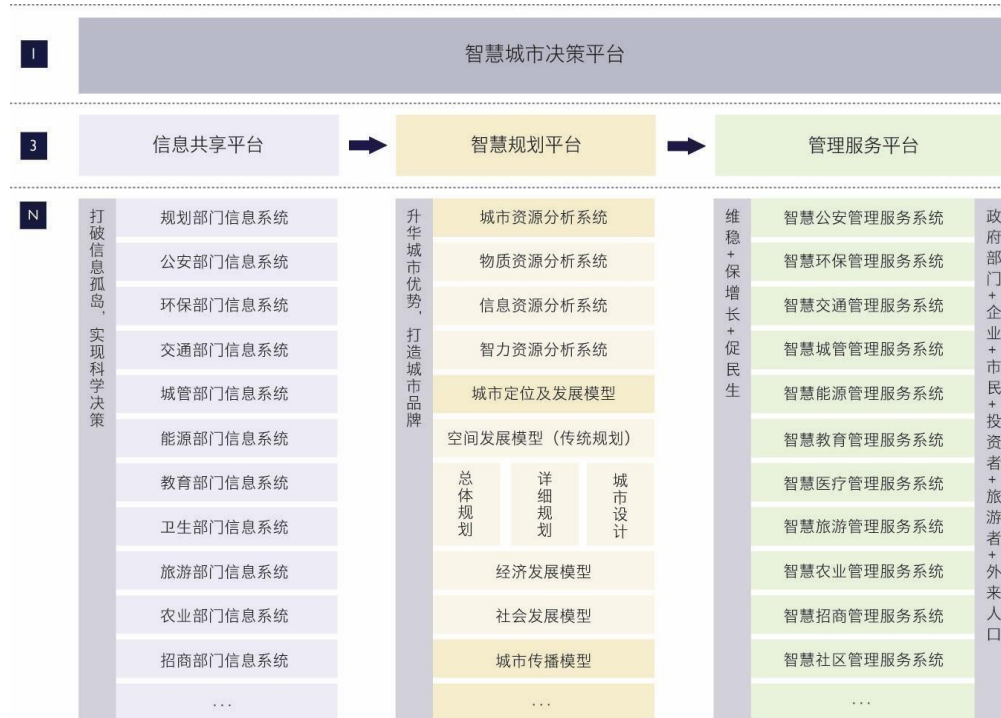 I
智慧城市决策平台
3
信息共享平台
智慧规划平台
管理服务平台
N
打破信息孤岛，实现科学决策
规划部门信息系统
公安部门信息系统
环保部门信息系统
交通部门信息系统
城管部门信息系统
能源部门信息系统
教育部门信息系统
卫生部门信息系统
旅游部门信息系统
农业部门信息系统
招商部门信息系统
...
升华城市优势，打造城市品牌
城市资源分析系统
物质资源分析系统
信息资源分析系统
智力资源分析系统
城市定位及发展模型
空间发展模型（传统规划）
总体规划
详细规划
城市设计
经济发展模型
社会发展模型
城市传播模型
...
维稳+保增长+促民生
智慧公安管理服务系统
智慧环保管理服务系统
智慧交通管理服务系统
智慧城管管理服务系统
智慧能源管理服务系统
智慧教育管理服务系统
智慧医疗管理服务系统
智慧旅游管理服务系统
智慧农业管理服务系统
智慧招商管理服务系统
智慧社区管理服务系统
...
政府部门+企业+市民+投资者+旅游者+外来人口